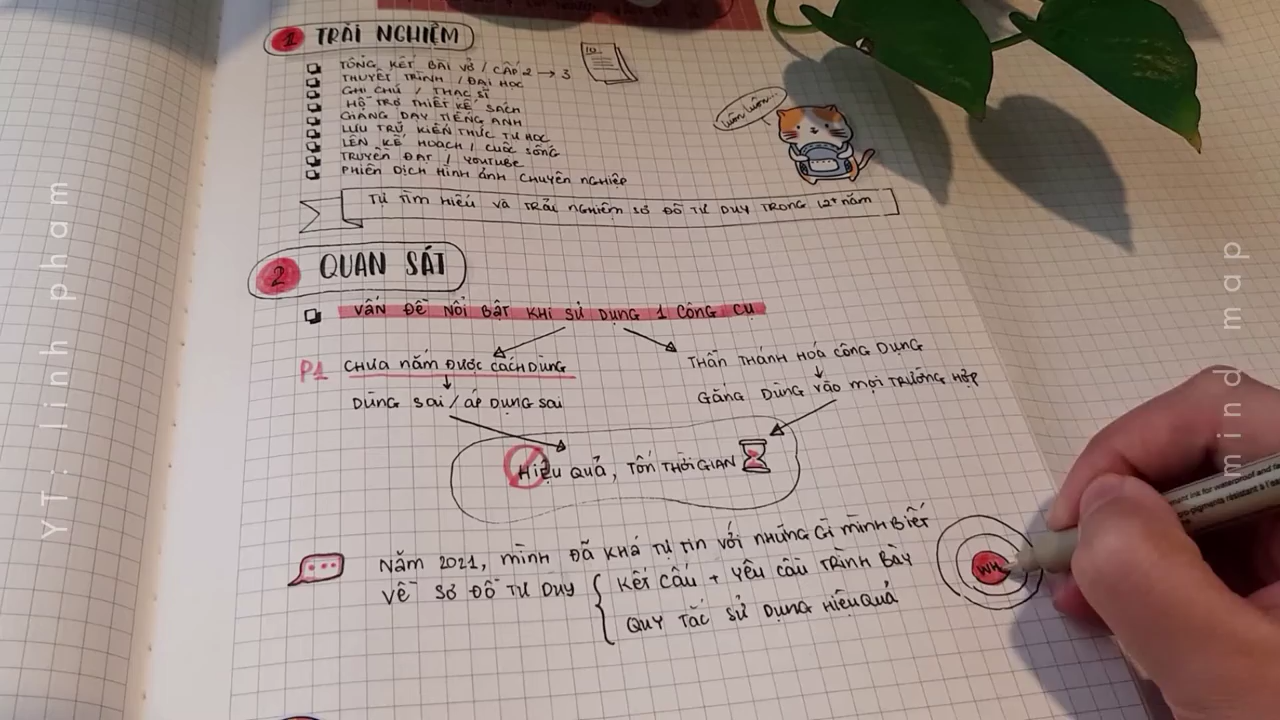 1 TRẢI NGHIỆM
TỔNG KẾT BÀI VỞ / CẤP 2 → 3
THUYẾT TRÌNH / ĐẠI HỌC
GHI CHÚ / THẠC SĨ
HỖ TRỢ THIẾT KẾ SÁCH
GIẢNG DẠY TIẾNG ANH
LƯU TRỮ KIẾN THỨC TỰ HỌC
LÊN KẾ HOẠCH / CUỘC SỐNG
TRUYỀN ĐẠT / YOUTUBE
PHIÊN DỊCH HÌNH ẢNH CHUYÊN NGHIỆP
10
luôn luôn...
TỰ TÌM HIỂU VÀ TRẢI NGHIỆM SƠ ĐỒ TƯ DUY TRONG 12+ NĂM
2 QUAN SÁT
VẤN ĐỀ NỔI BẬT KHI SỬ DỤNG 1 CÔNG CỤ
P1 CHƯA NẮM ĐƯỢC CÁCH DÙNG
DÙNG SAI / ÁP DỤNG SAI
THẦN THÁNH HOÁ CÔNG DỤNG
GẮNG DÙNG VÀO MỌI TRƯỜNG HỢP
HIỆU QUẢ, TỐN THỜI GIAN
NĂM 2021, MÌNH ĐÃ KHÁ TỰ TIN VỚI NHỮNG GÌ MÌNH BIẾT
VỀ SƠ ĐỒ TƯ DUY { KẾT CẤU + YÊU CẦU TRÌNH BÀY
QUY TẮC SỬ DỤNG HIỆU QUẢ
WH
YT: linh pham
mind map